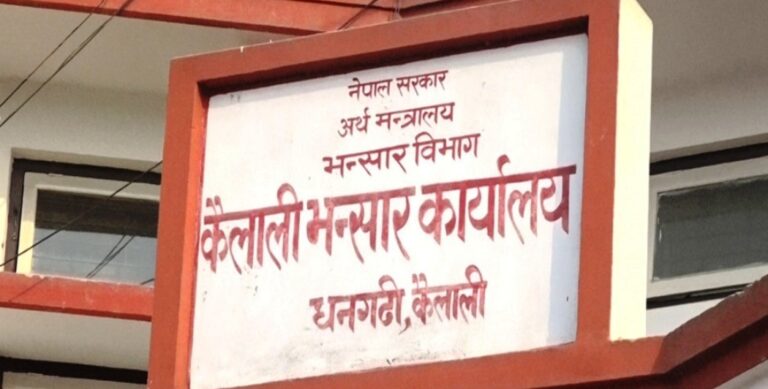 नेपाल सरकार
अर्थ मन्त्रालय
भन्सार विभाग
कैलाली भन्सार कार्यालय
धनगढी, कैलाली